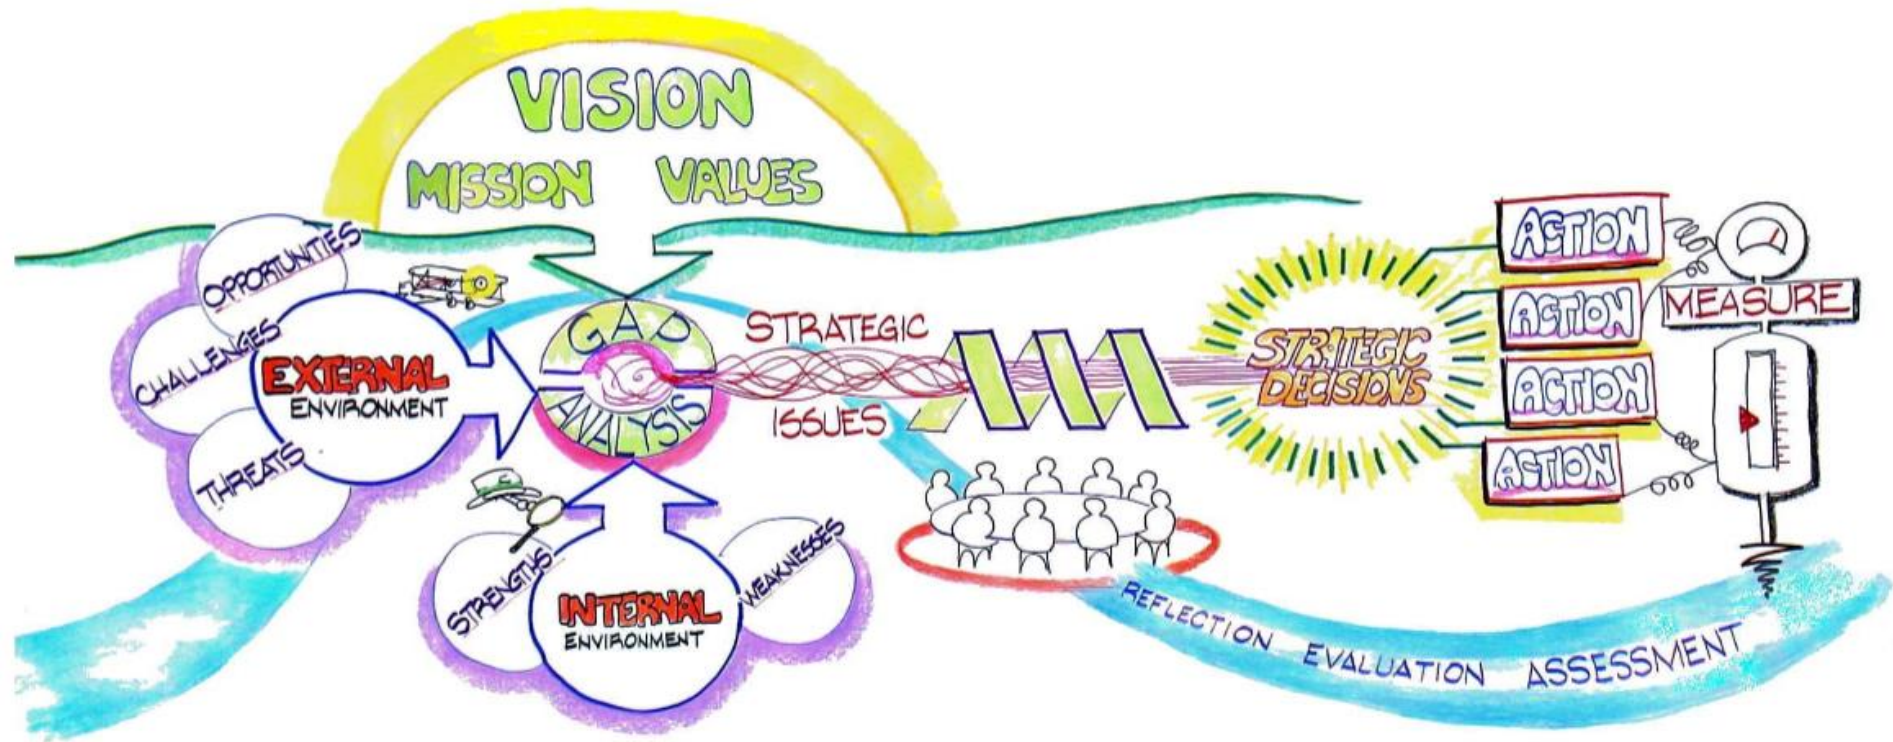 VISION
MISSION VALUES
OPPORTUNITIES
CHALLENGES
THREATS
EXTERNAL
ENVIRONMENT
GAP
ANALYSIS
STRENGTHS
WEAKNESSES
INTERNAL
ENVIRONMENT
STRATEGIC
ISSUES
STRATEGIC
DECISIONS
ACTION
ACTION
ACTION
ACTION
MEASURE
REFLECTION EVALUATION ASSESSMENT